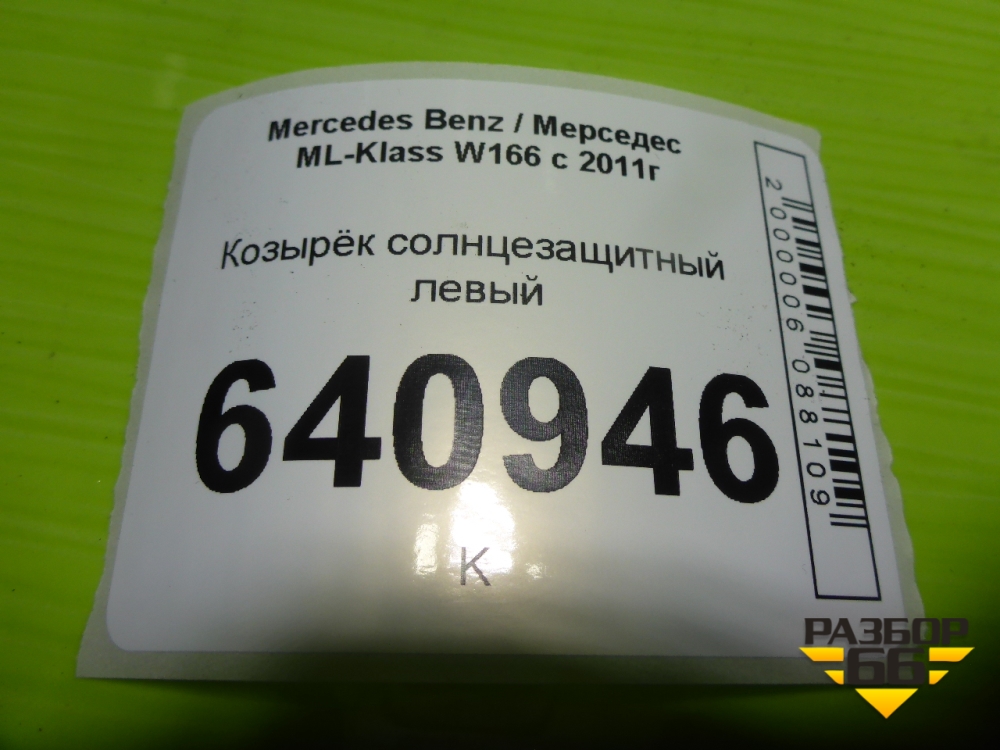 Mercedes Benz / Мерседес
ML-Klass W166 с 2011г
Козырёк солнцезащитный
левый
640946
К
2000006088109
РАЗБОР
66